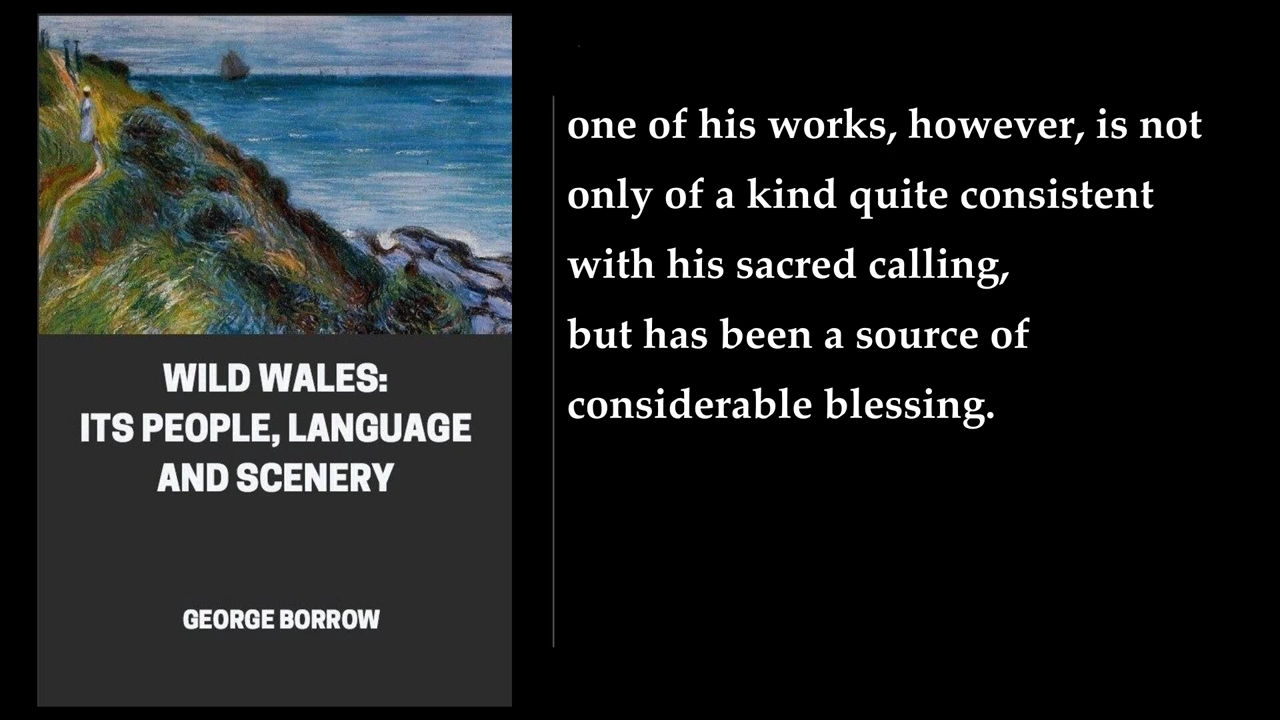 WILD WALES:
ITS PEOPLE, LANGUAGE
AND SCENERY
GEORGE BORROW
one of his works, however, is not
only of a kind quite consistent
with his sacred calling,
but has been a source of
considerable blessing.